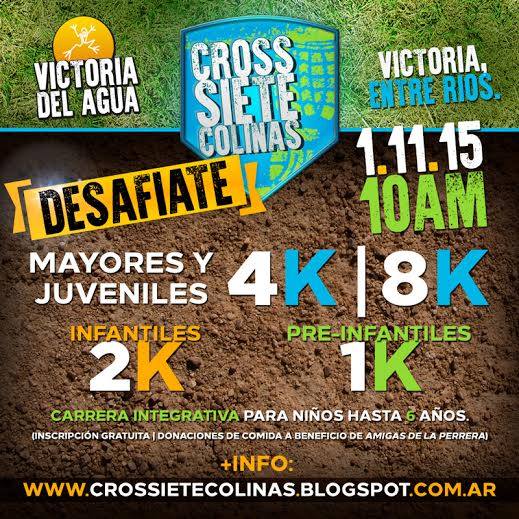 VICTORIA
DEL AGUA
CROSS
SIETE
COLINAS
VICTORIA,
ENTRE RIOS.
DESAFIATE
1.11.15
10AM
MAYORES Y
JUVENILES
4K | 8K
INFANTILES
2K
PRE-INFANTILES
1K
CARRERA INTEGRATIVA PARA NIÑOS HASTA 6 AÑOS.
(INSCRIPCIÓN GRATUITA | DONACIONES DE COMIDA A BENEFICIO DE AMIGAS DE LA PERRERA)
+INFO:
WWW.CROSSIETECOLINAS.BLOGSPOT.COM.AR